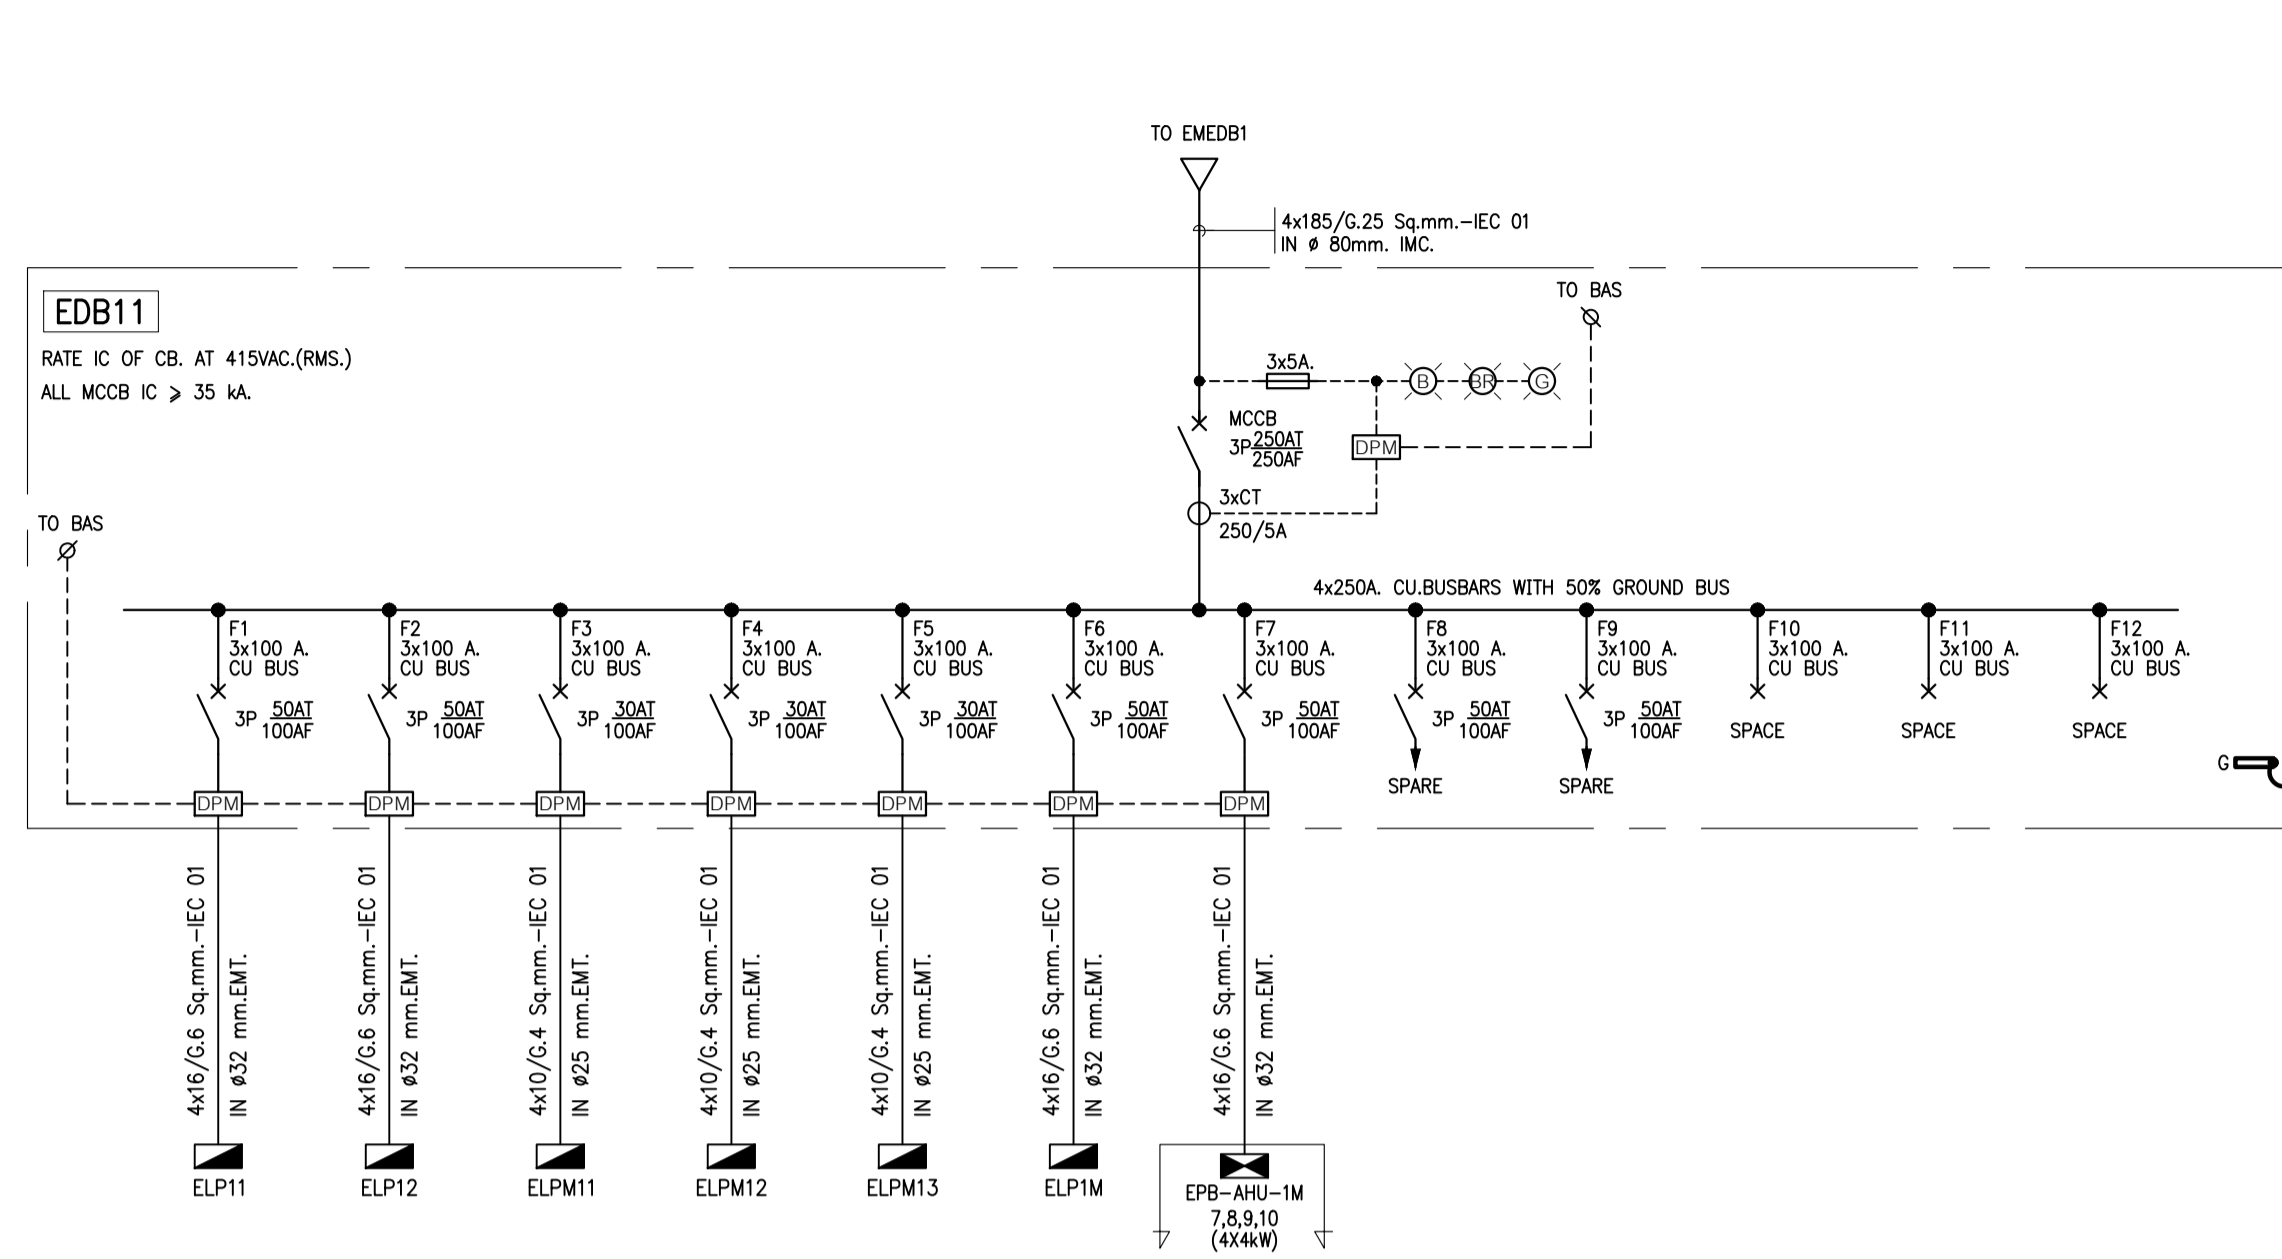 TO EMEDB1
4x185/G.25 Sq.mm.-IEC 01
IN ø 80mm. IMC.
EDB11
RATE IC OF CB. AT 415VAC.(RMS.)
ALL MCCB IC ⩾ 35 kA.
TO BAS
3x5A.
B
BR
G
MCCB
3P 250AT
250AF
DPM
3xCT
250/5A
TO BAS
4x250A. CU.BUSBARS WITH 50% GROUND BUS
F1
3x100 A.
CU BUS
3P 50AT
100AF
DPM
4x16/G.6 Sq.mm.-IEC 01
IN ø32 mm.EMT.
ELP11
F2
3x100 A.
CU BUS
3P 50AT
100AF
DPM
4x16/G.6 Sq.mm.-IEC 01
IN ø32 mm.EMT.
ELP12
F3
3x100 A.
CU BUS
3P 30AT
100AF
DPM
4x10/G.4 Sq.mm.-IEC 01
IN ø25 mm.EMT.
ELPM11
F4
3x100 A.
CU BUS
3P 30AT
100AF
DPM
4x10/G.4 Sq.mm.-IEC 01
IN ø25 mm.EMT.
ELPM12
F5
3x100 A.
CU BUS
3P 30AT
100AF
DPM
4x10/G.4 Sq.mm.-IEC 01
IN ø25 mm.EMT.
ELPM13
F6
3x100 A.
CU BUS
3P 50AT
100AF
DPM
4x16/G.6 Sq.mm.-IEC 01
IN ø32 mm.EMT.
ELP1M
F7
3x100 A.
CU BUS
3P 50AT
100AF
DPM
4x16/G.6 Sq.mm.-IEC 01
IN ø32 mm.EMT.
EPB-AHU-1M
7,8,9,10
(4X4kW)
F8
3x100 A.
CU BUS
3P 50AT
100AF
SPARE
F9
3x100 A.
CU BUS
3P 50AT
100AF
SPARE
F10
3x100 A.
CU BUS
SPACE
F11
3x100 A.
CU BUS
SPACE
F12
3x100 A.
CU BUS
SPACE
G